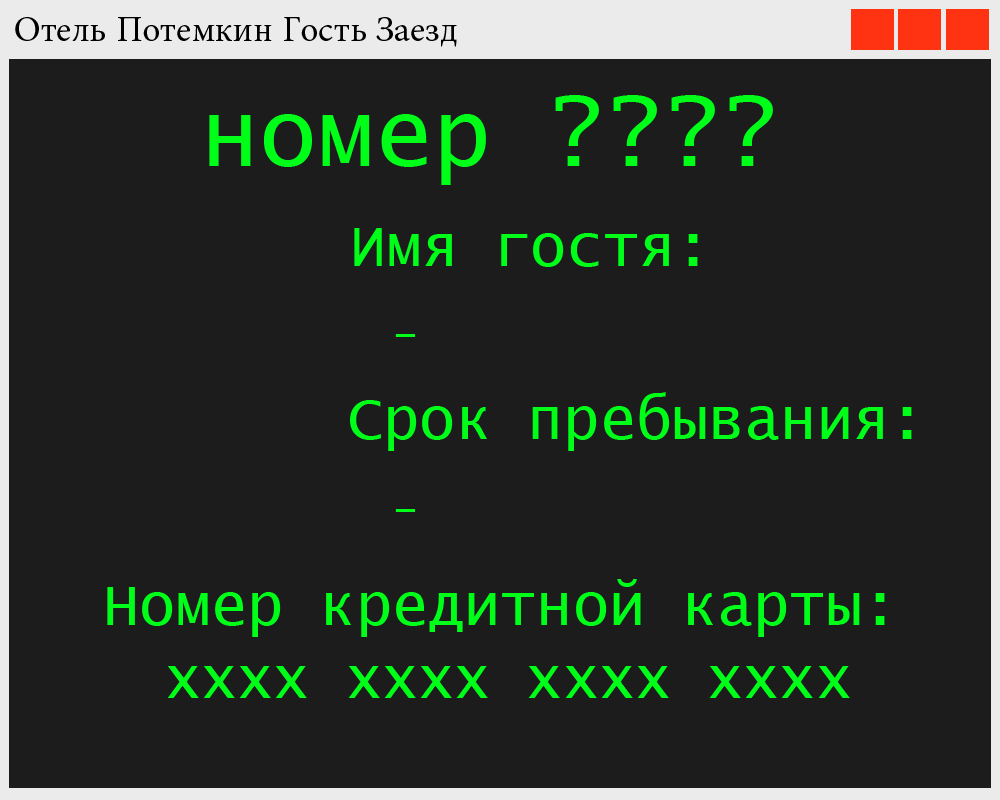 Отель Потемкин Гость Заезд
номер ????
Имя гостя:
–
Срок пребывания:
–
Номер кредитной карты:
xxxx xxxx xxxx xxxx